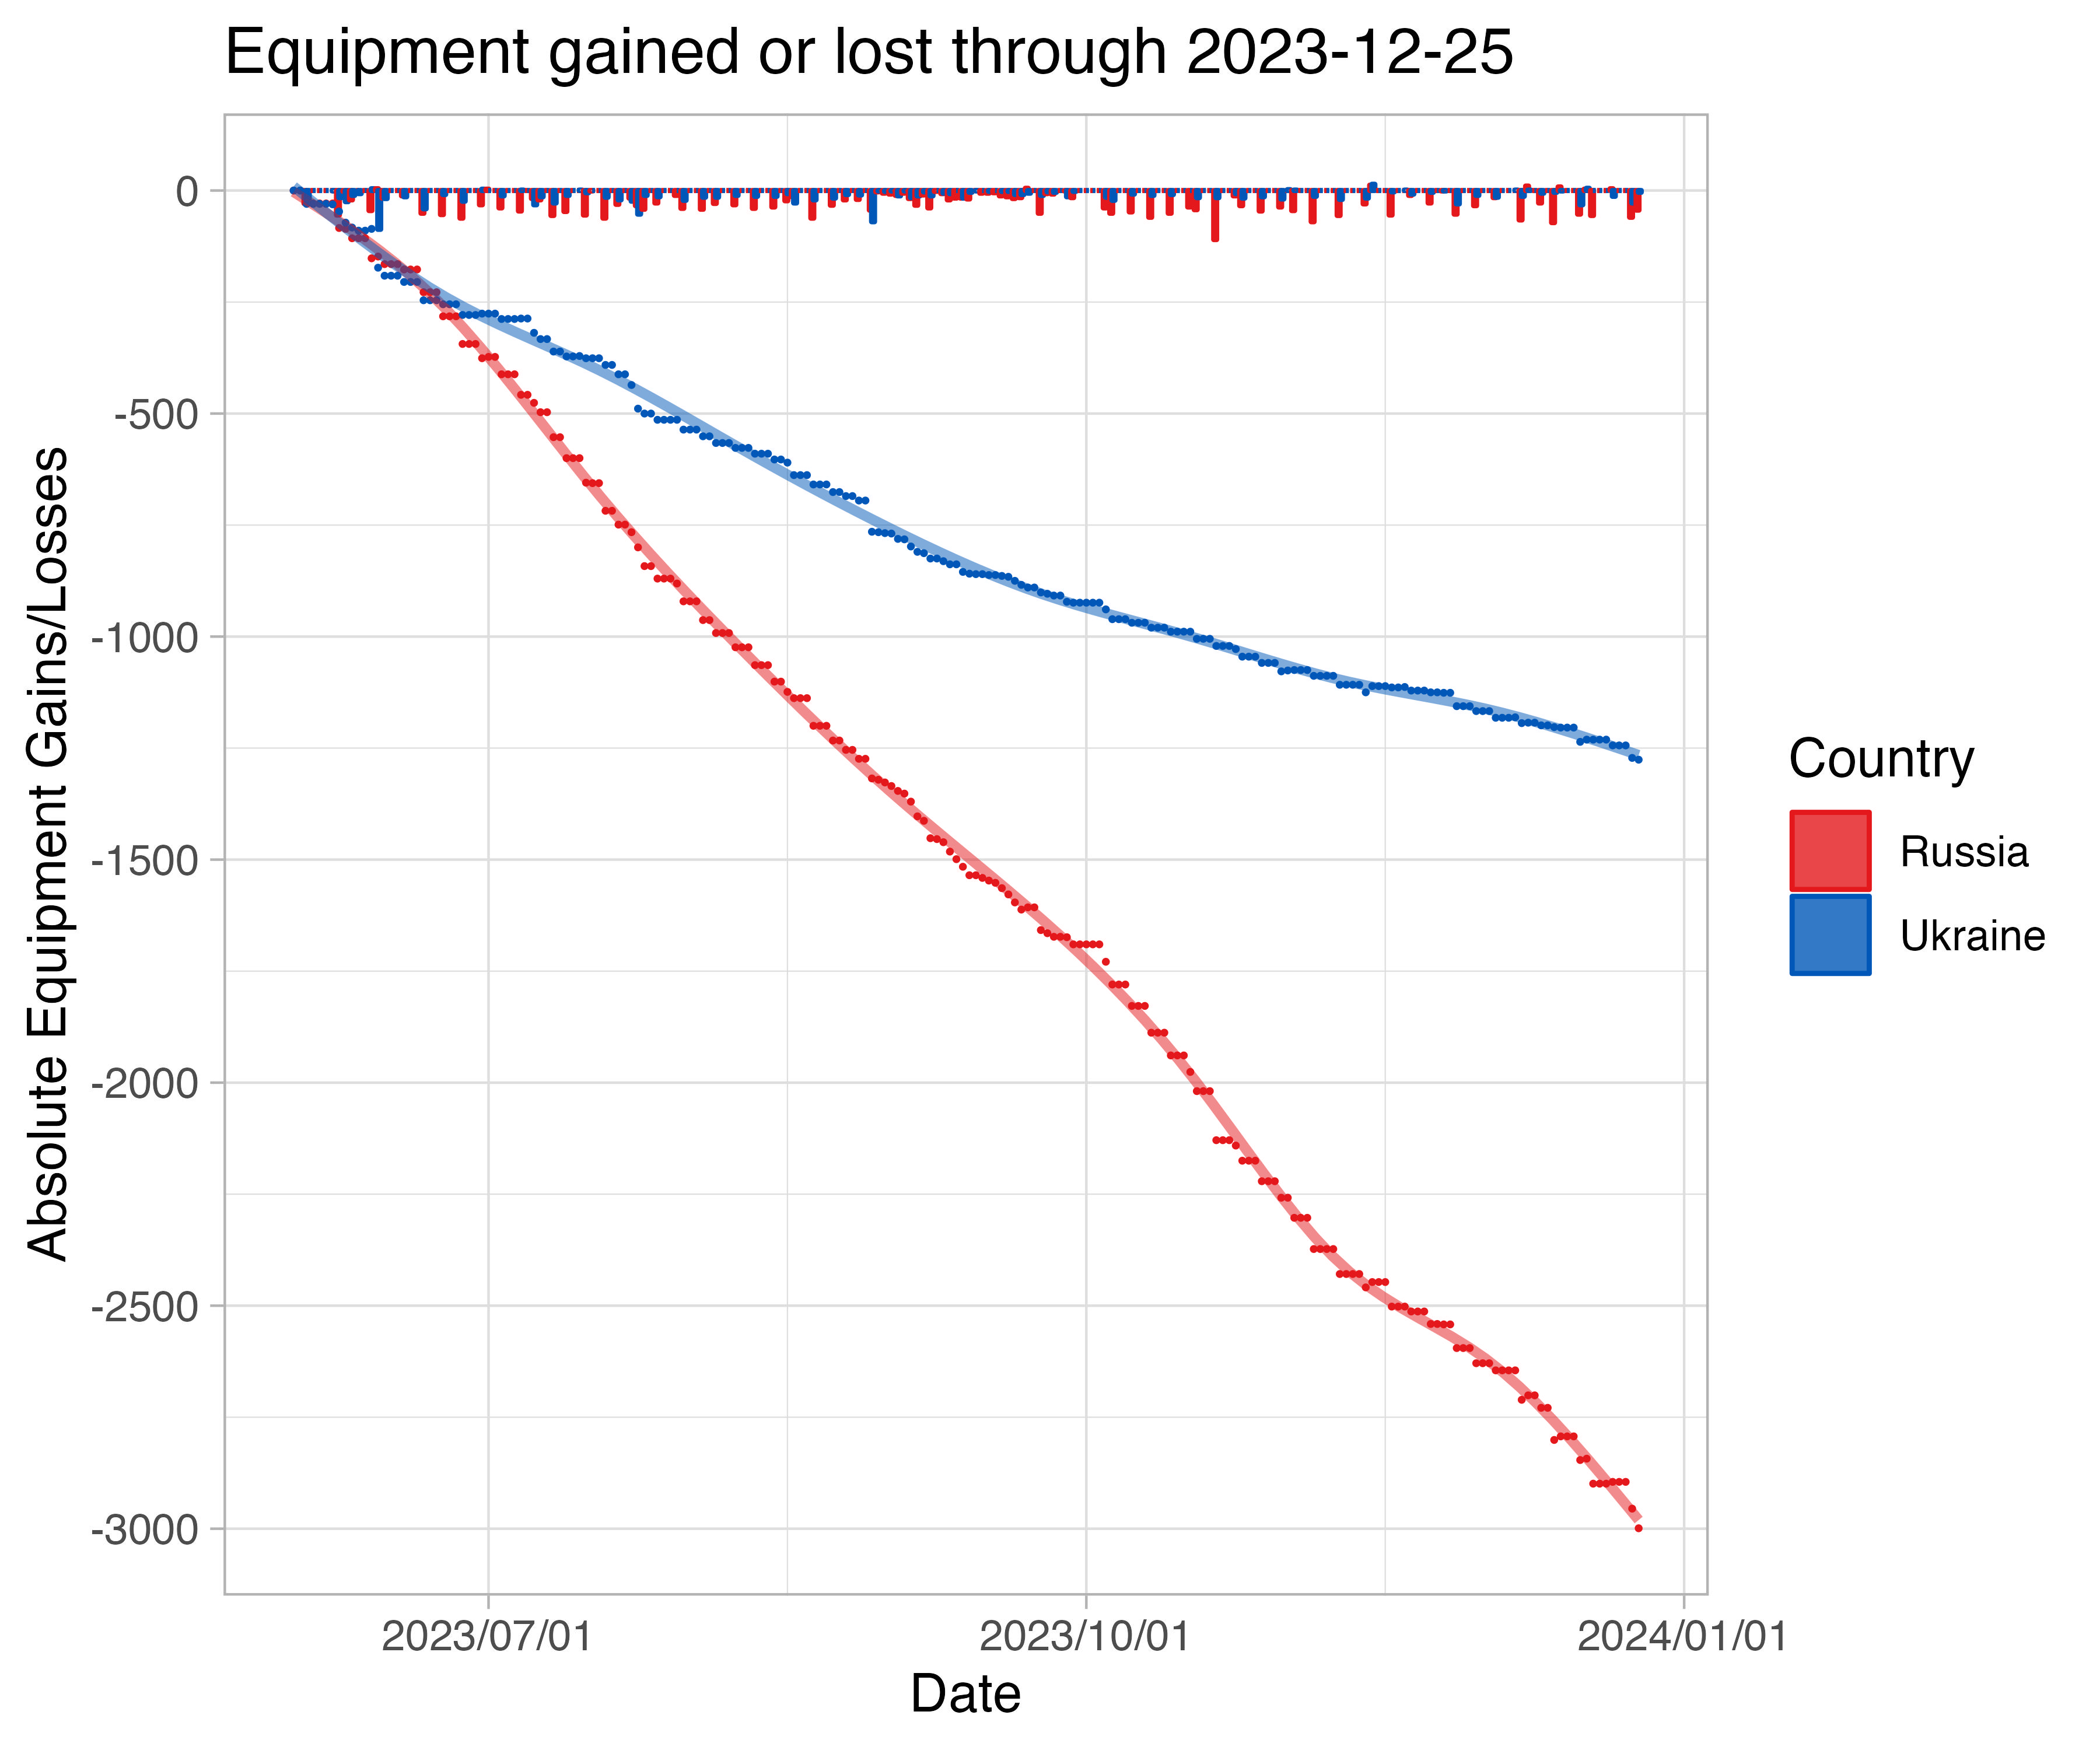 Equipment gained or lost through 2023-12-25
Absolute Equipment Gains/Losses
0
-500
-1000
-1500
-2000
-2500
-3000
2023/07/01
2023/10/01
2024/01/01
Date
Country
Russia
Ukraine